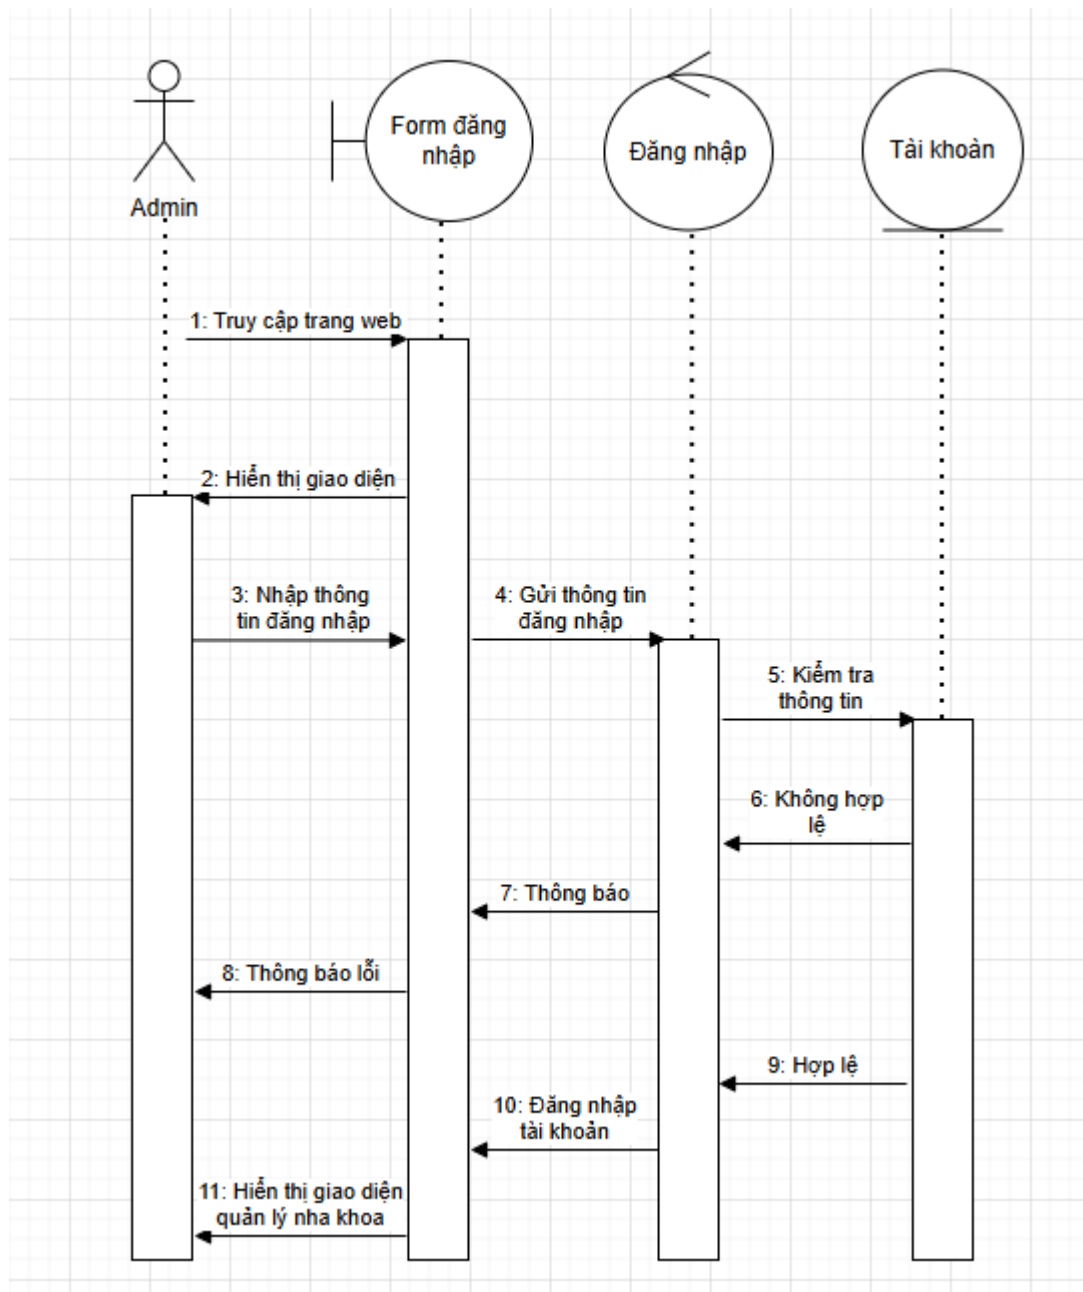 Form đăng
nhập
Đăng nhập
Tài khoản
Admin
1: Truy cập trang web
2: Hiển thị giao diện
3: Nhập thông
tin đăng nhập
4: Gửi thông tin
đăng nhập
5: Kiểm tra
thông tin
6: Không hợp
lệ
7: Thông báo
8: Thông báo lỗi
9: Hợp lệ
10: Đăng nhập
tài khoản
11: Hiển thị giao diện
quản lý nha khoa